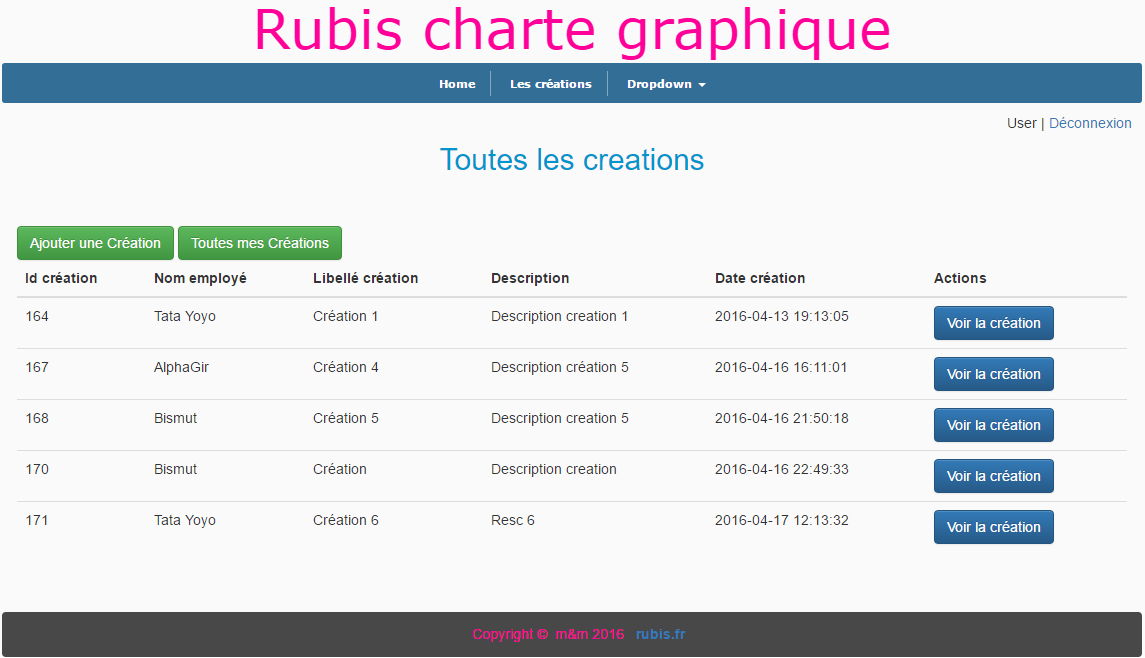 Rubis charte graphique
Home Les créations Dropdown
User | Déconnexion
Toutes les creations
Ajouter une Création Toutes mes Créations
Id création Nom employé Libellé création Description Date création Actions
164 Tata Yoyo Création 1 Description creation 1 2016-04-13 19:13:05 Voir la création
167 AlphaGir Création 4 Description création 5 2016-04-16 16:11:01 Voir la création
168 Bismut Création 5 Description creation 5 2016-04-16 21:50:18 Voir la création
170 Bismut Création Description creation 2016-04-16 22:49:33 Voir la création
171 Tata Yoyo Création 6 Resc 6 2016-04-17 12:13:32 Voir la création
Copyright © m&m 2016 rubis.fr